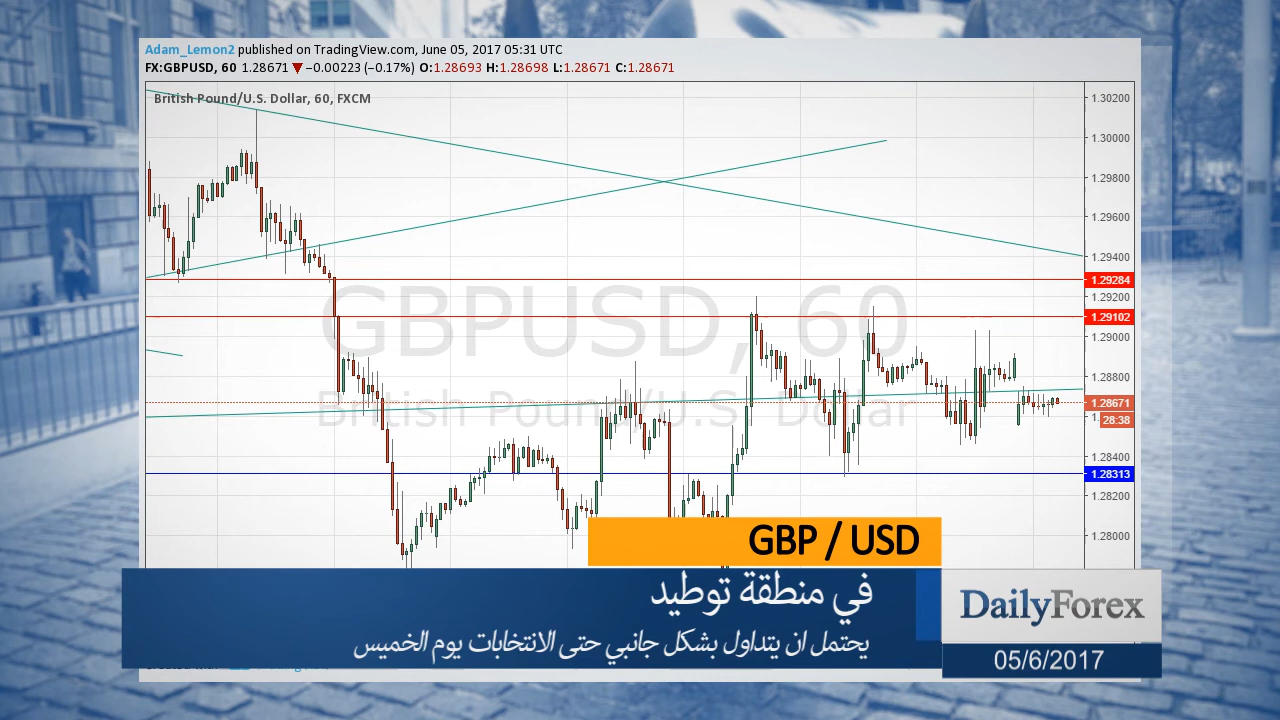 Adam_Lemon2 published on TradingView.com, June 05, 2017 05:31 UTC
FX:GBPUSD, 60 1.28671 ▼ −0.00223 (−0.17%) O:1.28693 H:1.28698 L:1.28671 C:1.28671
British Pound/U.S. Dollar, 60, FXCM
1.30200
1.30000
1.29800
1.29600
1.29400
1.29284
1.29200
1.29102
1.29000
1.28800
1.28671
28:38
1.28400
1.28313
1.28200
1.28000
GBPUSD, 60
British Pound/U.S. Dollar
GBP / USD
في منطقة توطيد
يحتمل ان يتداول بشكل جانبي حتى الانتخابات يوم الخميس
DailyForex
05/6/2017